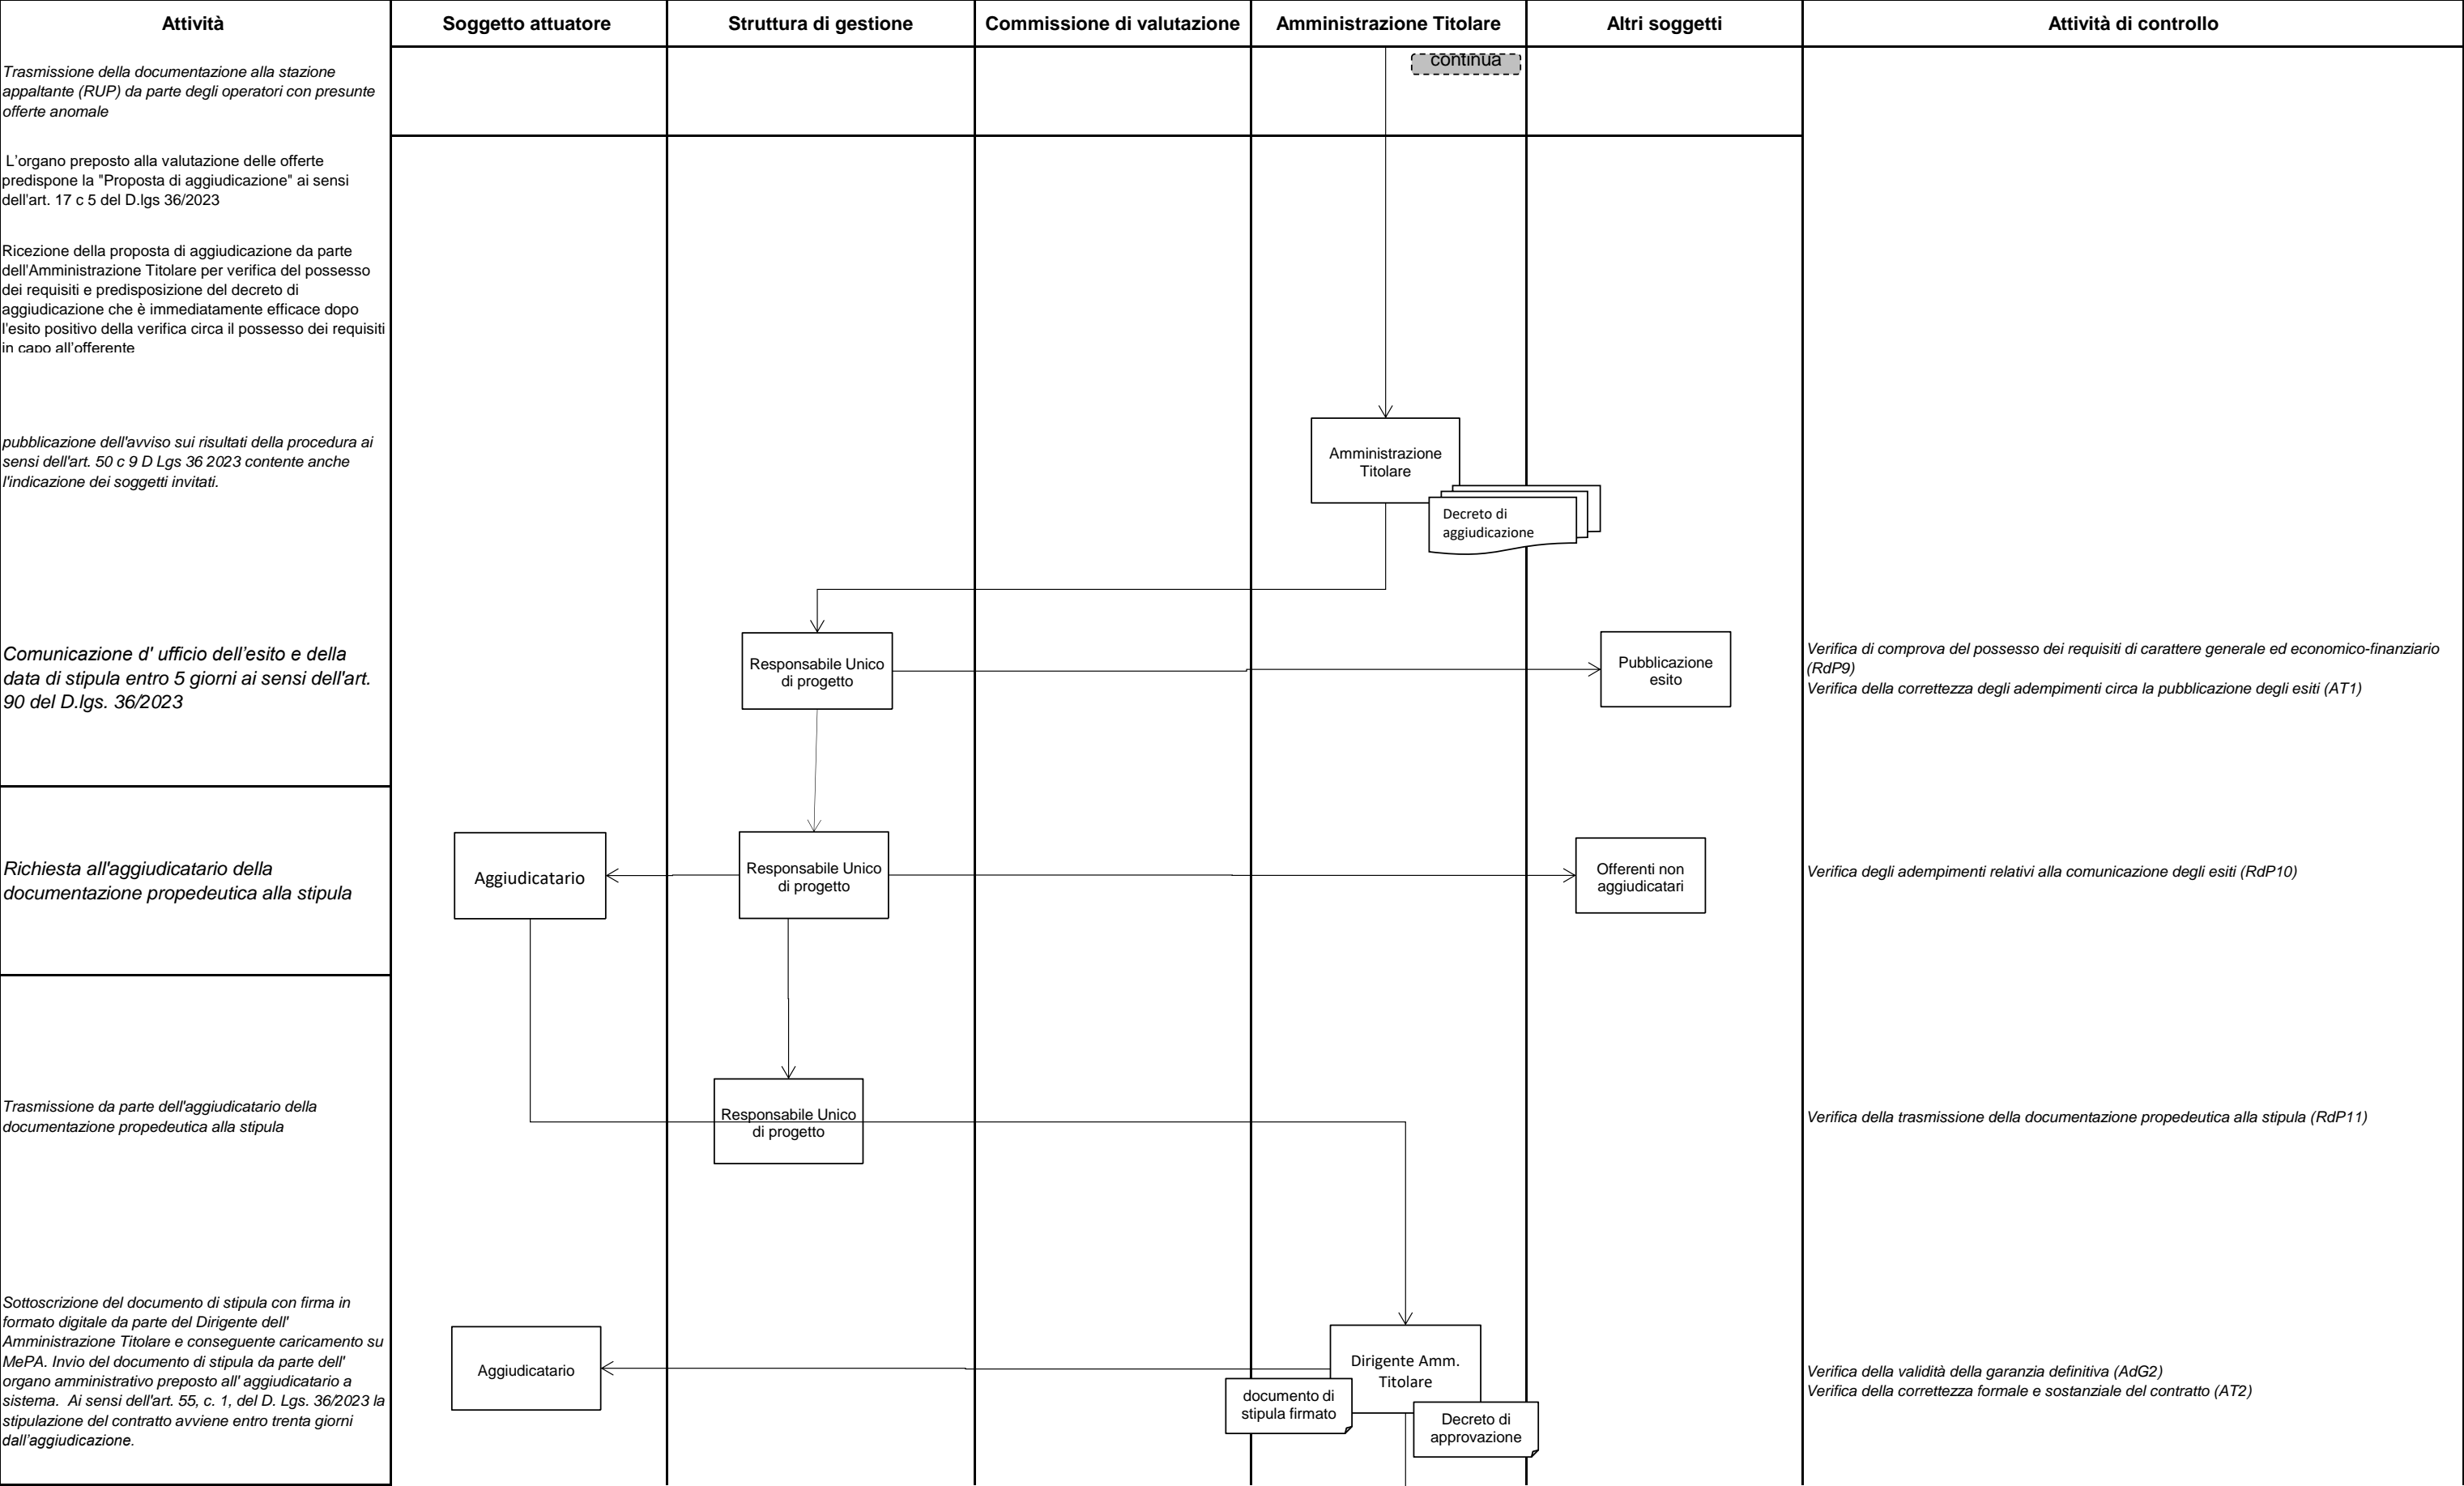 Attività
Soggetto attuatore
Struttura di gestione
Commissione di valutazione
Amministrazione Titolare
Altri soggetti
Attività di controllo
continua
Trasmissione della documentazione alla stazione
appaltante (RUP) da parte degli operatori con presunte
offerte anomale
L'organo preposto alla valutazione delle offerte
predispone la "Proposta di aggiudicazione" ai sensi
dell'art. 17 c 5 del D.lgs 36/2023
Ricezione della proposta di aggiudicazione da parte
dell'Amministrazione Titolare per verifica del possesso
dei requisiti e predisposizione del decreto di
aggiudicazione che è immediatamente efficace dopo
l'esito positivo della verifica circa il possesso dei requisiti
in capo all'offerente
pubblicazione dell'avviso sui risultati della procedura ai
sensi dell'art. 50 c 9 D Lgs 36 2023 contente anche
l'indicazione dei soggetti invitati.
Amministrazione
Titolare
Decreto di
aggiudicazione
Comunicazione d' ufficio dell'esito e della
data di stipula entro 5 giorni ai sensi dell'art.
90 del D.lgs. 36/2023
Responsabile Unico
di progetto
Pubblicazione
esito
Verifica di comprova del possesso dei requisiti di carattere generale ed economico-finanziario
(RdP9)
Verifica della correttezza degli adempimenti circa la pubblicazione degli esiti (AT1)
Richiesta all'aggiudicatario della
documentazione propedeutica alla stipula
Aggiudicatario
Responsabile Unico
di progetto
Offerenti non
aggiudicatari
Verifica degli adempimenti relativi alla comunicazione degli esiti (RdP10)
Trasmissione da parte dell'aggiudicatario della
documentazione propedeutica alla stipula
Responsabile Unico
di progetto
Verifica della trasmissione della documentazione propedeutica alla stipula (RdP11)
Sottoscrizione del documento di stipula con firma in
formato digitale da parte del Dirigente dell'
Amministrazione Titolare e conseguente caricamento su
MePA. Invio del documento di stipula da parte dell'
organo amministrativo preposto all' aggiudicatario a
sistema.  Ai sensi dell'art. 55, c. 1, del D. Lgs. 36/2023 la
stipulazione del contratto avviene entro trenta giorni
dall'aggiudicazione.
Aggiudicatario
Dirigente Amm.
Titolare
documento di
stipula firmato
Decreto di
approvazione
Verifica della validità della garanzia definitiva (AdG2)
Verifica della correttezza formale e sostanziale del contratto (AT2)